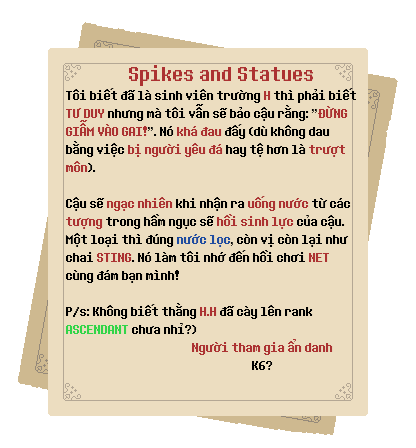 Spikes and Statues
Tôi biết đã là sinh viên trường H thì phải biết
TƯ DUY nhưng mà tôi vẫn sẽ bảo cậu rằng: "ĐỪNG
GIẪM VÀO GAI!". Nó khá đau đấy (dù không đau
bằng việc bị người yêu đá hay tệ hơn là trượt
môn).
Cậu sẽ ngạc nhiên khi nhận ra uống nước từ các
tượng trong hầm ngục sẽ hồi sinh lực của cậu.
Một loại thì đúng nước lọc, còn vị còn lại như
chai STING. Nó làm tôi nhớ đến hồi chơi NET
cùng đám bạn mình!
P/s: Không biết thằng H.H đã cày lên rank
ASCENDANT chưa nhỉ?)
Người tham gia ẩn danh
K6?